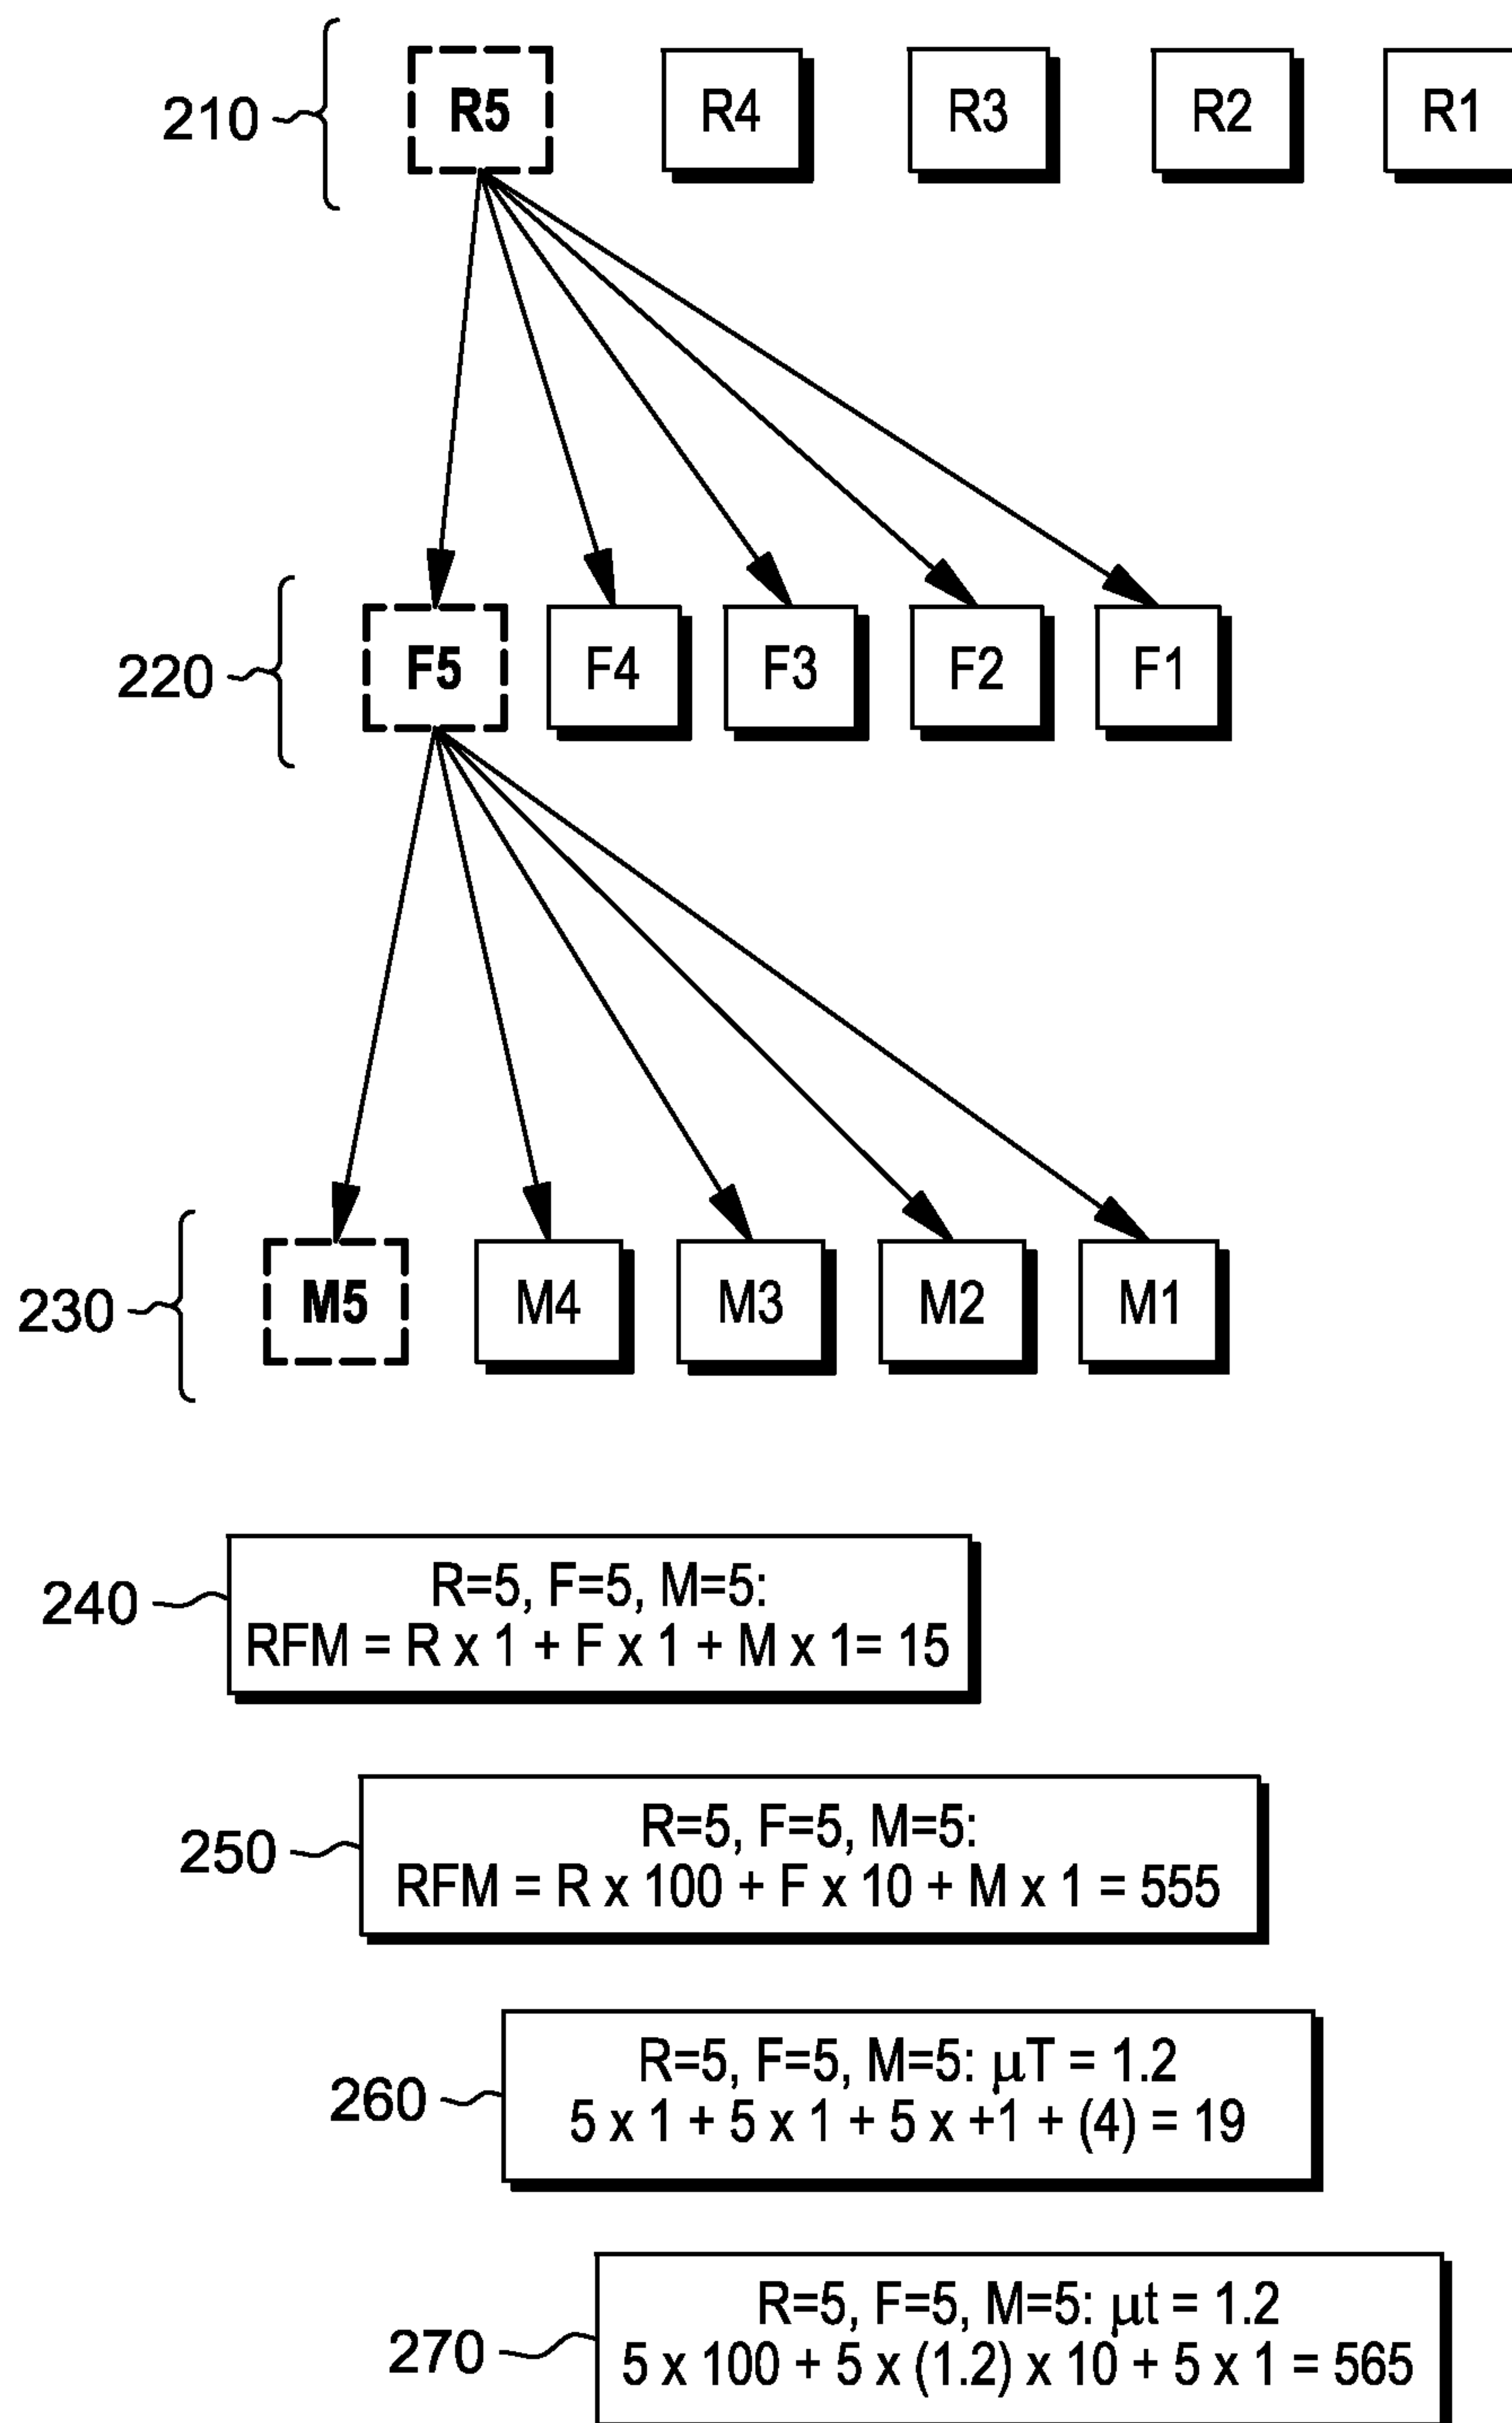 210 R5 R4 R3 R2 R1
220 F5 F4 F3 F2 F1
230 M5 M4 M3 M2 M1
240
R=5, F=5, M=5:
RFM = R x 1 + F x 1 + M x 1= 15
250
R=5, F=5, M=5:
RFM = R x 100 + F x 10 + M x 1 = 555
260
R=5, F=5, M=5: μT = 1.2
5 x 1 + 5 x 1 + 5 x +1 + (4) = 19
270
R=5, F=5, M=5: μt = 1.2
5 x 100 + 5 x (1.2) x 10 + 5 x 1 = 565